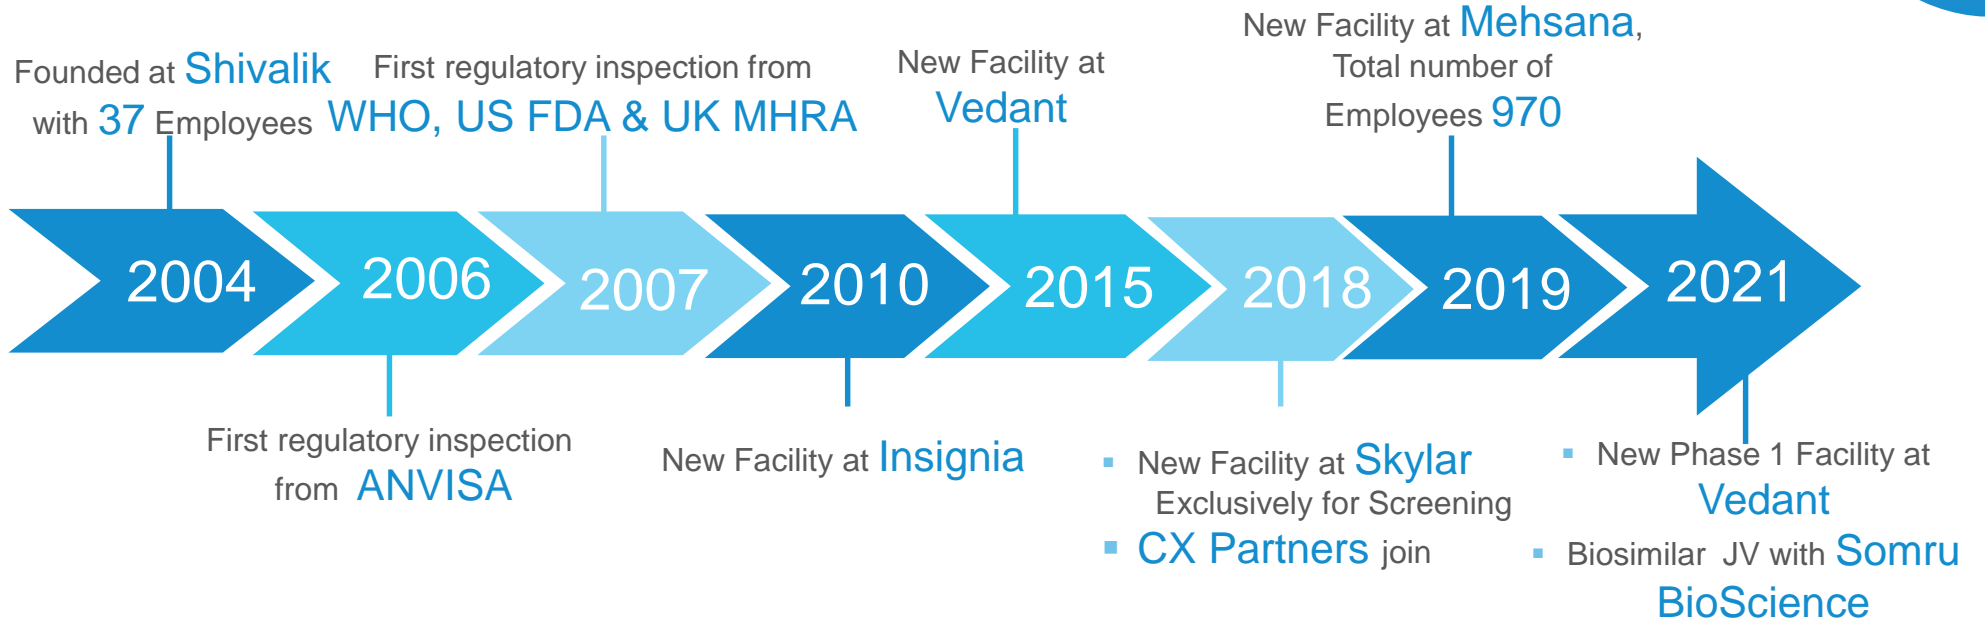 Founded at Shivalik
with 37 Employees
First regulatory inspection from
WHO, US FDA & UK MHRA
New Facility at
Vedant
New Facility at Mehsana,
Total number of
Employees 970
2004
2006
2007
2010
2015
2018
2019
2021
First regulatory inspection
from ANVISA
New Facility at Insignia
▪ New Facility at Skylar
Exclusively for Screening
▪ CX Partners join
▪ New Phase 1 Facility at
Vedant
▪ Biosimilar JV with Somru
BioScience